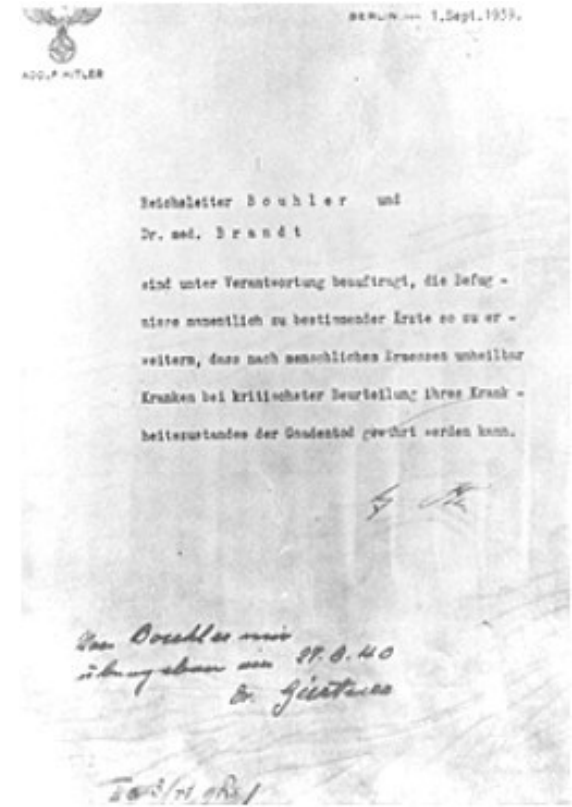 BERLIN, 1.Sept.1939.
ADOLF HITLER
Reichsleiter B o u h l e r und
Dr. med. B r a n d t
sind unter Verantwortung beauftragt, die Befug -
nisse namentlich zu bestimmender Ärzte so zu er -
weitern, dass nach menschlichem Ermessen unheilbar
Kranken bei kritischster Beurteilung ihres Krank -
heitszustandes der Gnadentod gewährt werden kann.
Von Bouhler mir
übergeben am 27.8.40
Dr. Gürtner